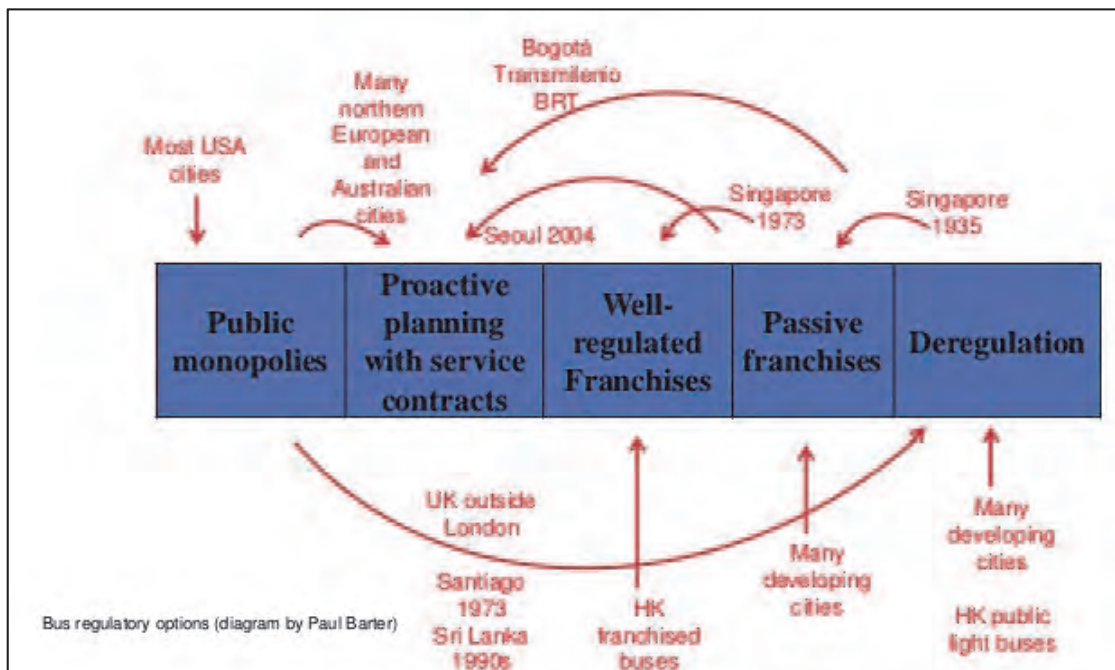 Bogotá
Transmilenio
BRT
Many
northern
European
and
Australian
cities
Most USA
cities
Seoul 2004
Singapore
1973
Singapore
1935
Public
monopolies
Proactive
planning
with service
contracts
Well-
regulated
Franchises
Passive
franchises
Deregulation
UK outside
London
Santiago
1973
Sri Lanka
1990s
HK
franchised
buses
Many
developing
cities
Many
developing
cities
HK public
light buses
Bus regulatory options (diagram by Paul Barter)